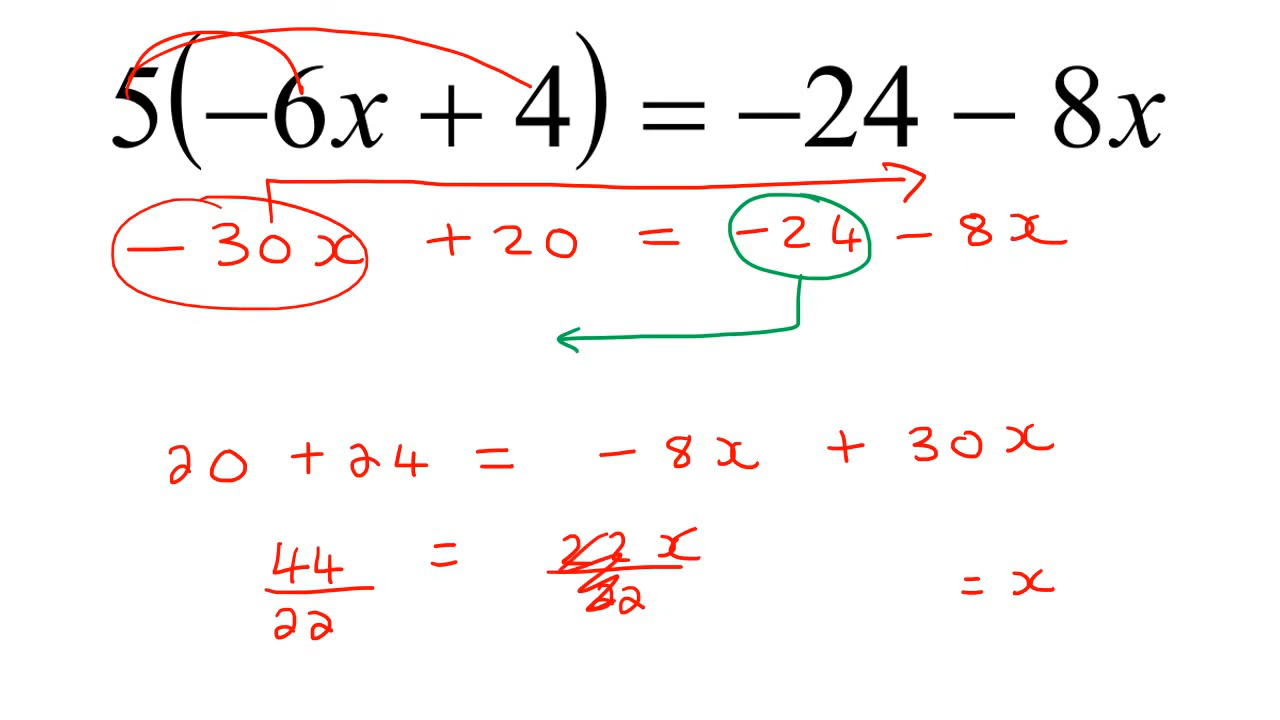 5(−6x + 4) = −24 − 8x
− 30x + 20 = −24 − 8x
20 + 24 = − 8x + 30x
44/22 = 22x/22 = x